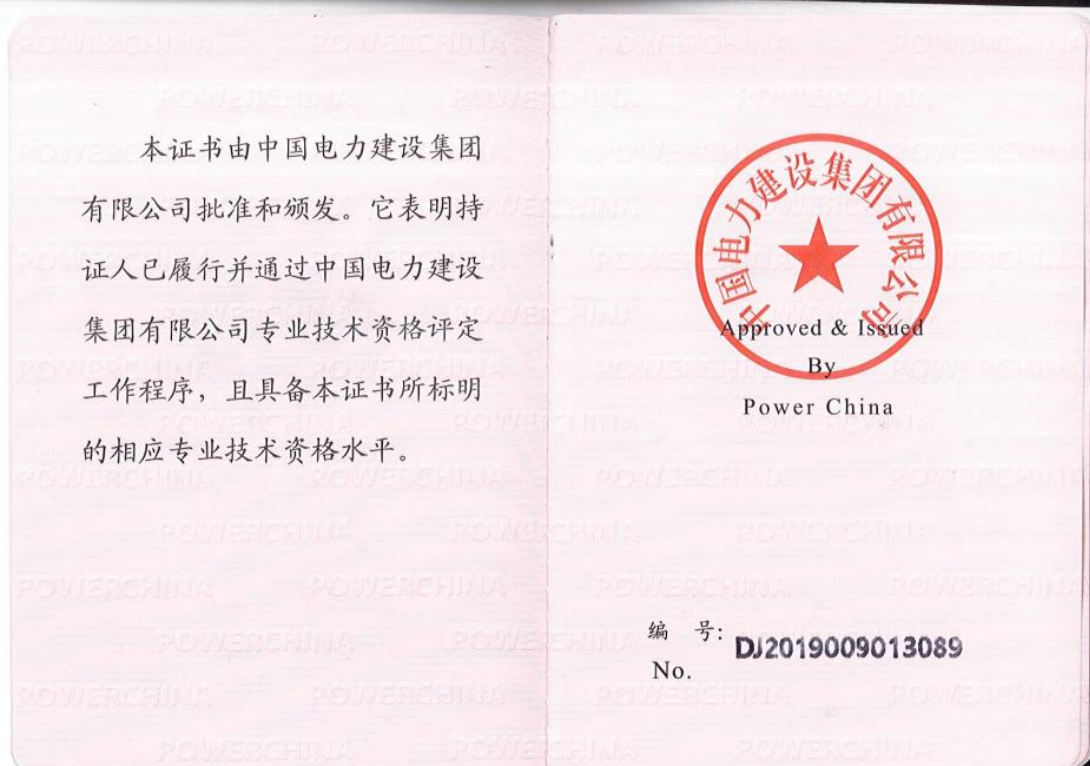 本证书由中国电力建设集团
有限公司批准和颁发。它表明持
证人已履行并通过中国电力建设
集团有限公司专业技术资格评定
工作程序，且具备本证书所标明
的相应专业技术资格水平。
中国电力建设集团有限公司
Approved & Issued
By
Power China
编 号:
DJ2019009013089
No.
POWERCHINA